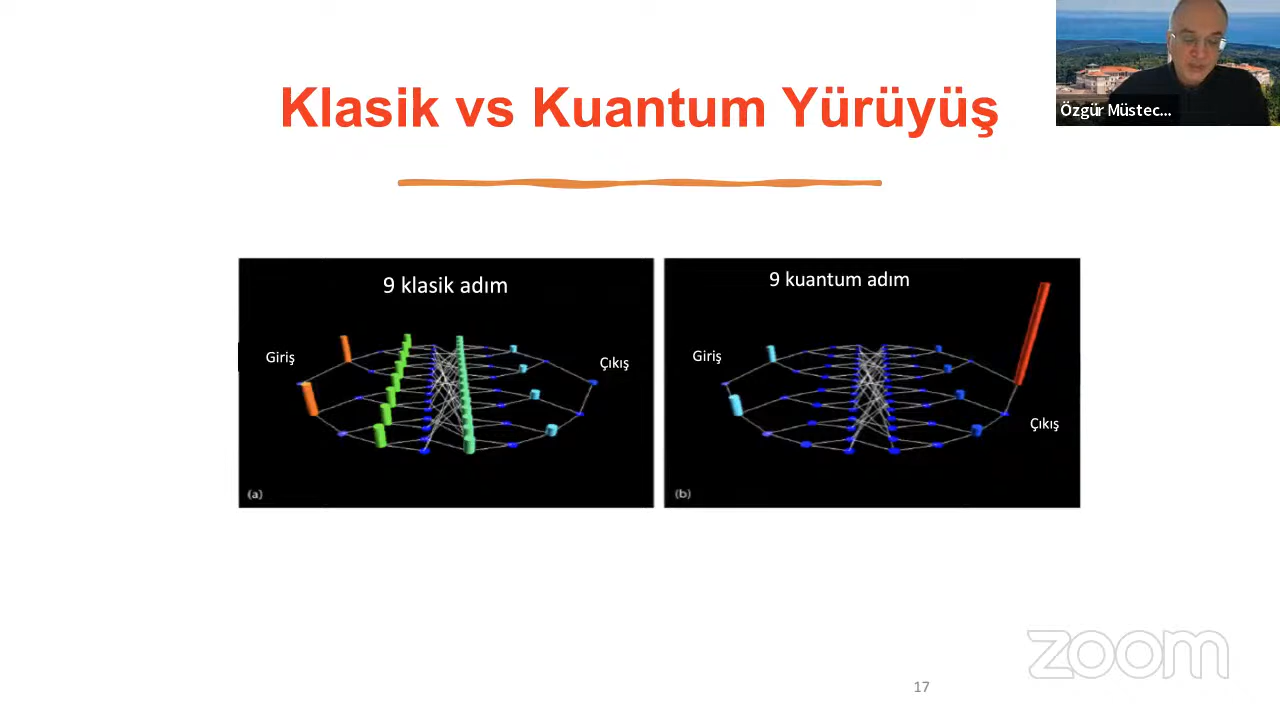 Klasik vs Kuantum Yürüyüş
Özgür Müstec...
9 klasik adım
Giriş
Çıkış
(a)
9 kuantum adım
Giriş
Çıkış
(b)
zoom
17